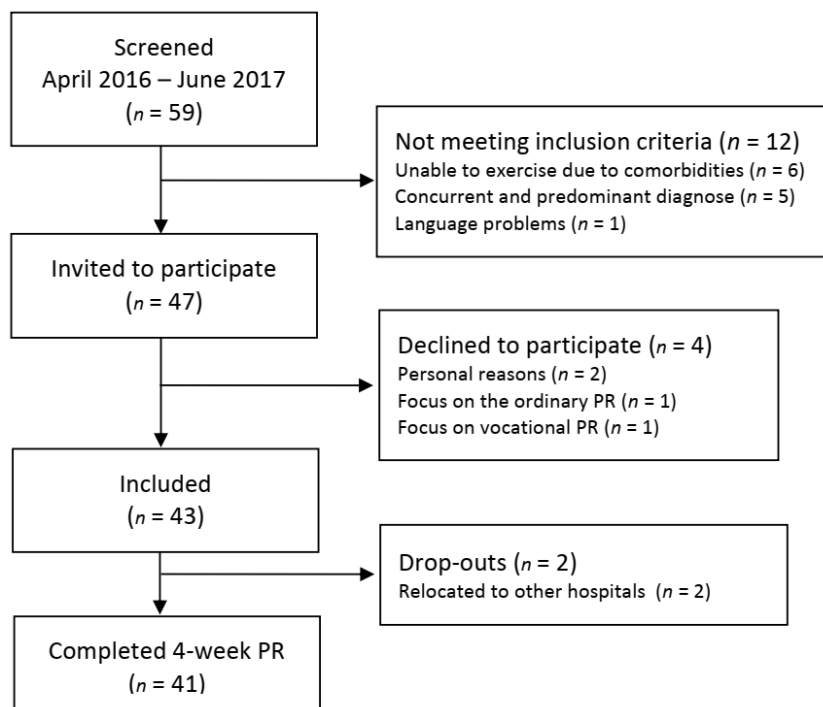 Screened
April 2016 – June 2017
(n = 59)
Not meeting inclusion criteria (n = 12)
Unable to exercise due to comorbidities (n = 6)
Concurrent and predominant diagnose (n = 5)
Language problems (n = 1)
Invited to participate
(n = 47)
Declined to participate (n = 4)
Personal reasons (n = 2)
Focus on the ordinary PR (n = 1)
Focus on vocational PR (n = 1)
Included
(n = 43)
Drop-outs (n = 2)
Relocated to other hospitals (n = 2)
Completed 4-week PR
(n = 41)